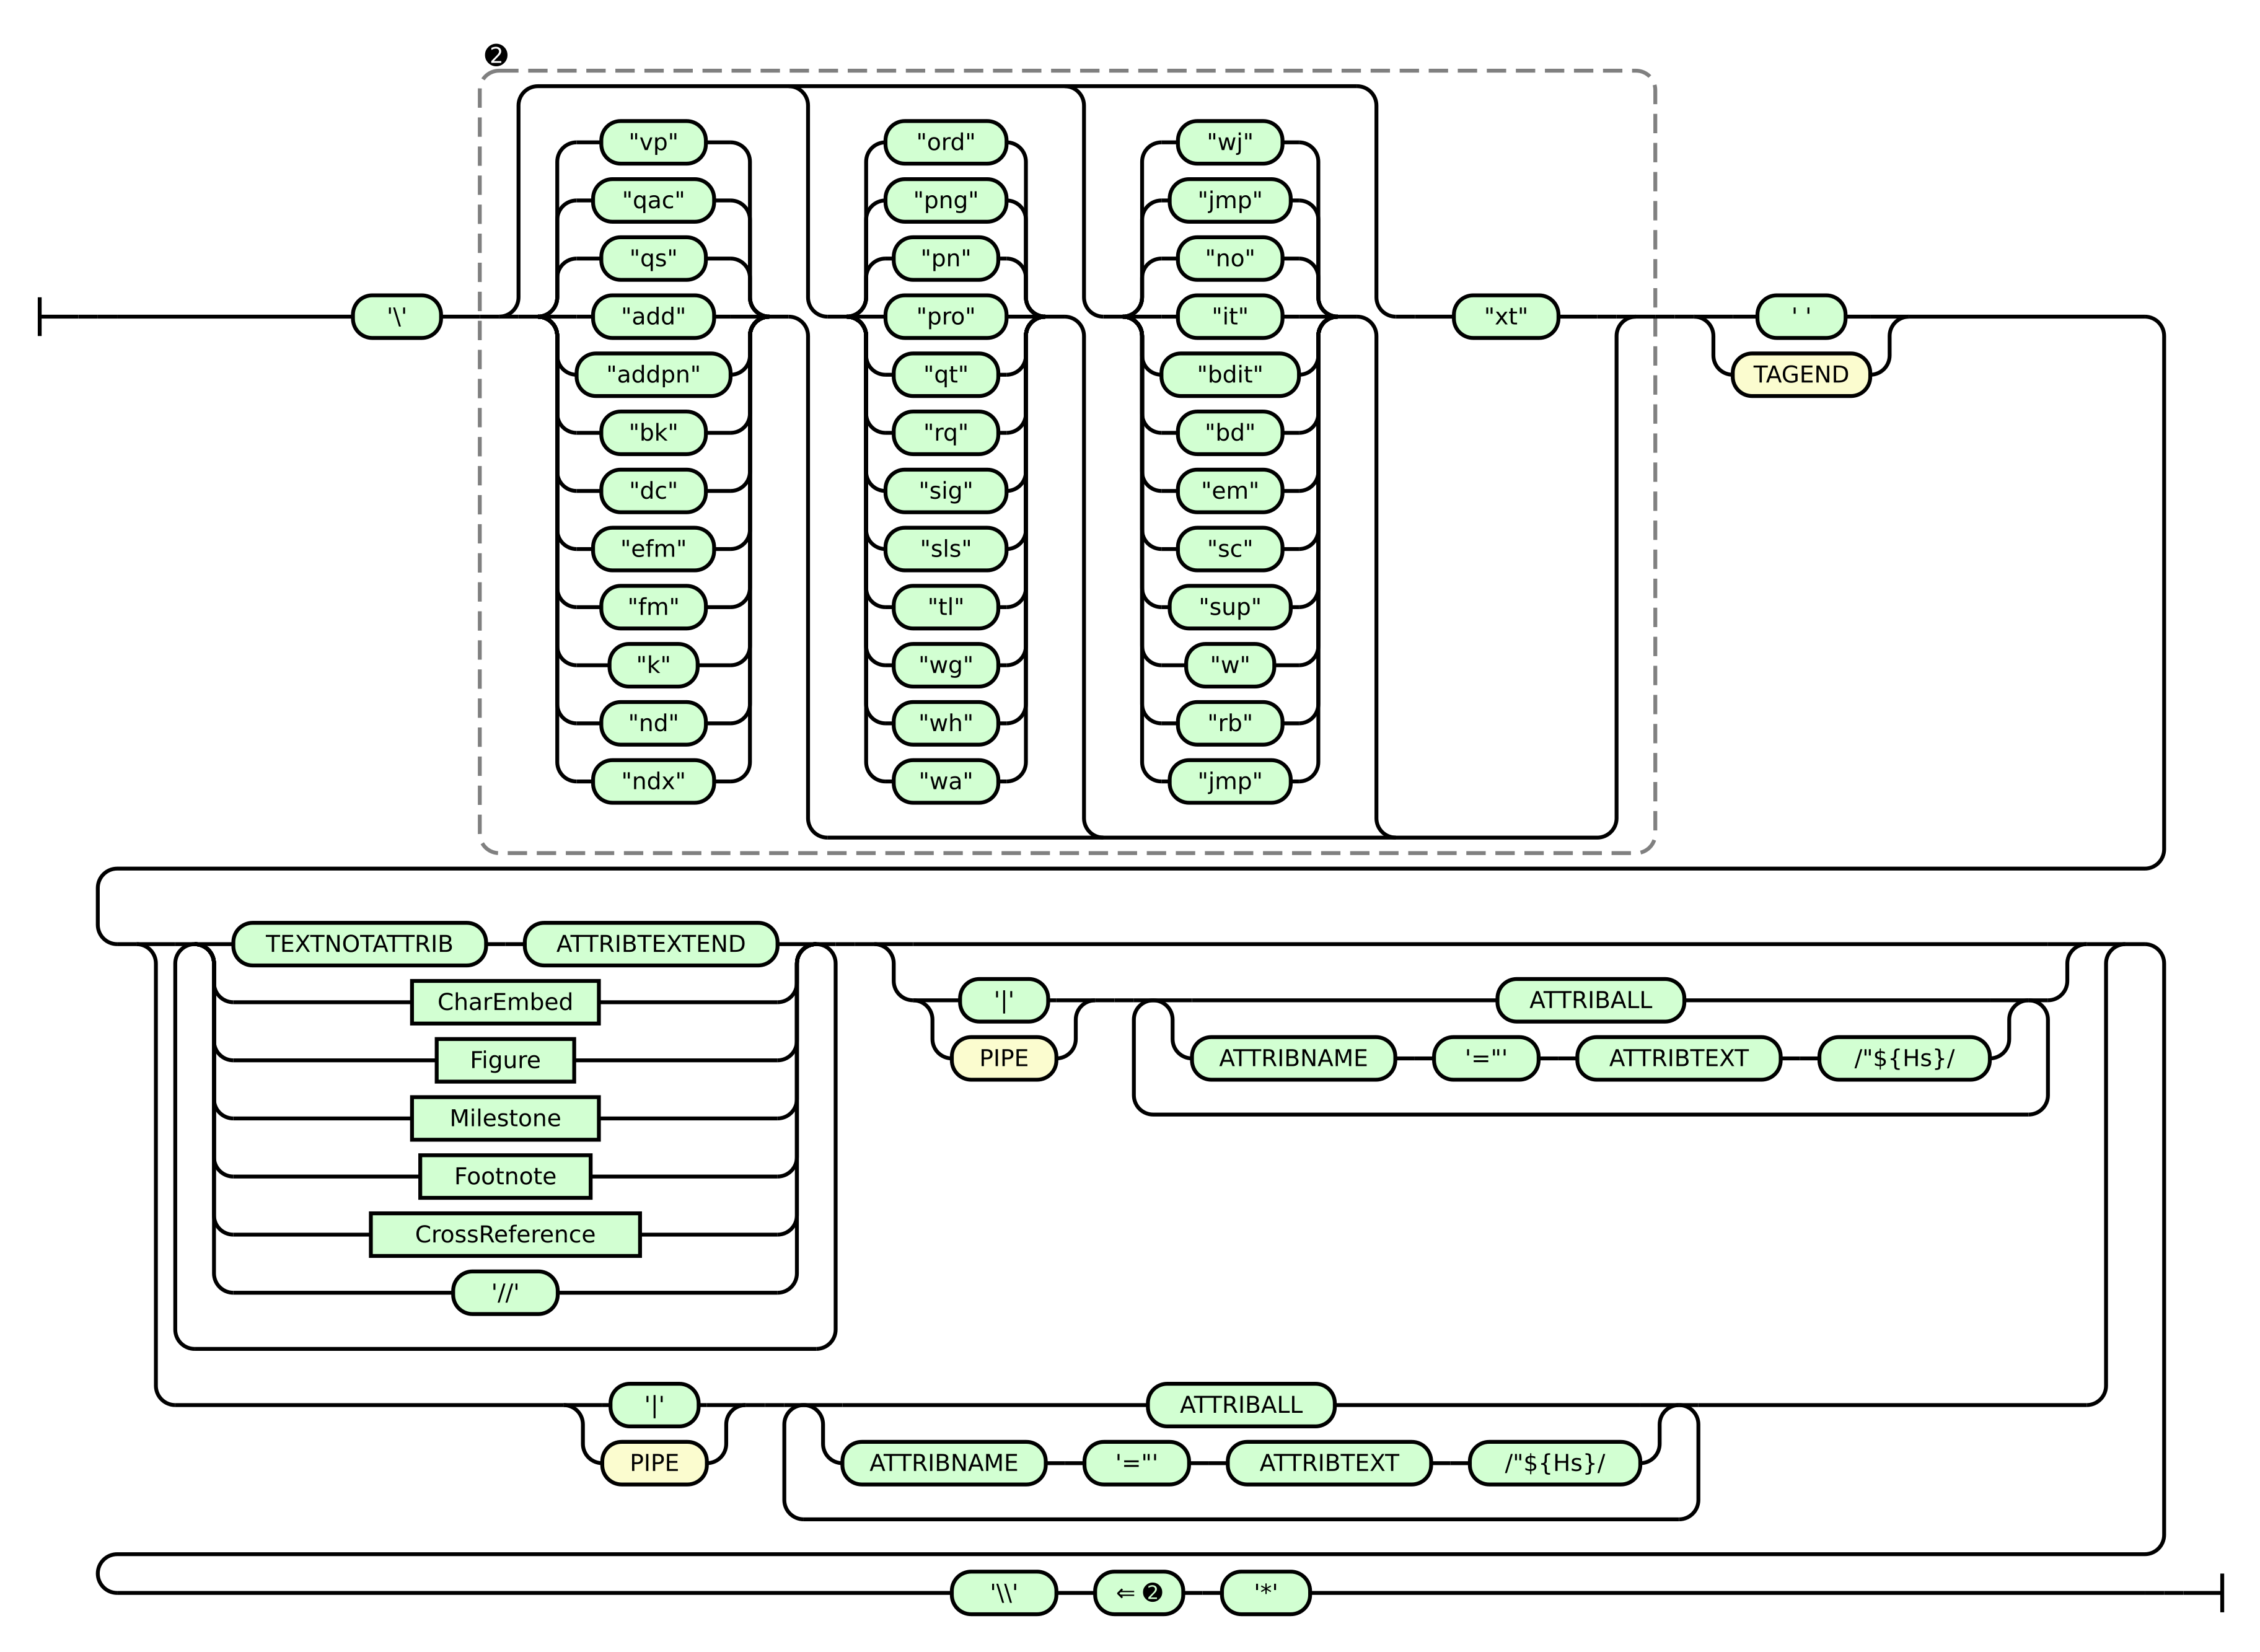 ❷
"vp" "ord" "wj"
"qac" "png" "jmp"
"qs" "pn" "no"
'\' "add" "pro" "it" "xt" ' '
"addpn" "qt" "bdit" TAGEND
"bk" "rq" "bd"
"dc" "sig" "em"
"efm" "sls" "sc"
"fm" "tl" "sup"
"k" "wg" "w"
"nd" "wh" "rb"
"ndx" "wa" "jmp"
TEXTNOTATTRIB ATTRIBTEXTEND
CharEmbed '|' ATTRIBALL
Figure PIPE ATTRIBNAME '="' ATTRIBTEXT /"${Hs}/
Milestone
Footnote
CrossReference
'//'
'|' ATTRIBALL
PIPE ATTRIBNAME '="' ATTRIBTEXT /"${Hs}/
'\\' ⇐ ❷ '*'